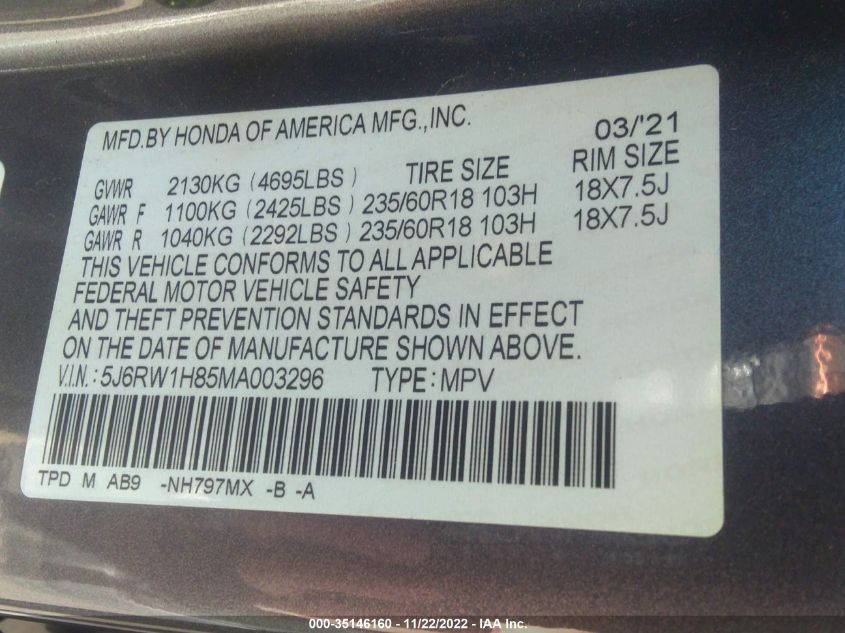 MFD.BY HONDA OF AMERICA MFG.,INC. 03/'21
GVWR 2130KG (4695LBS) TIRE SIZE RIM SIZE
GAWR F 1100KG (2425LBS) 235/60R18 103H 18X7.5J
GAWR R 1040KG (2292LBS) 235/60R18 103H 18X7.5J
THIS VEHICLE CONFORMS TO ALL APPLICABLE
FEDERAL MOTOR VEHICLE SAFETY
AND THEFT PREVENTION STANDARDS IN EFFECT
ON THE DATE OF MANUFACTURE SHOWN ABOVE.
V.I.N.: 5J6RW1H85MA003296 TYPE: MPV
TPD M AB9 -NH797MX -B -A
000-35146160 - 11/22/2022 - IAA Inc.